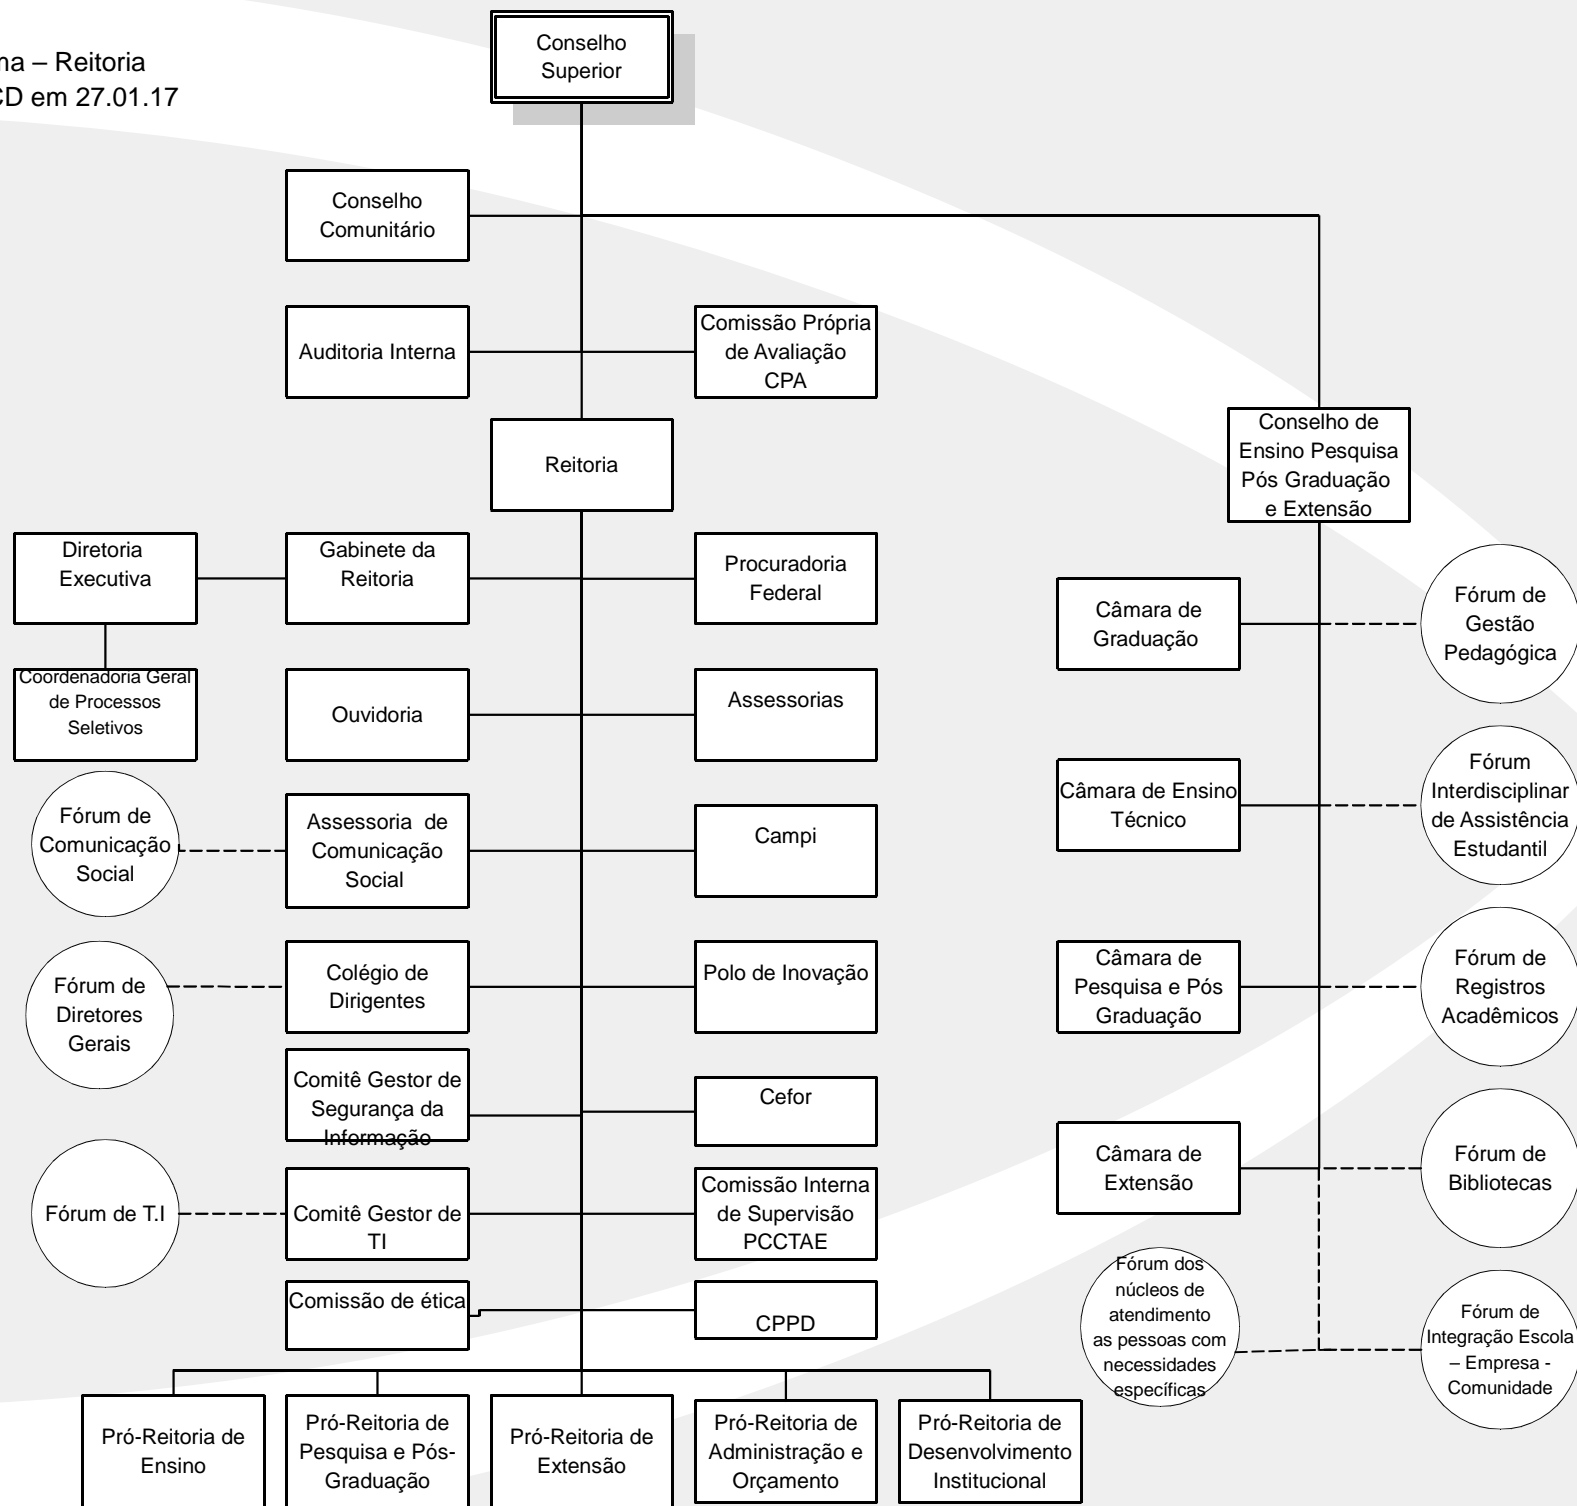 ma – Reitoria
CD em 27.01.17
Conselho
Superior
Conselho
Comunitário
Auditoria Interna
Comissão Própria
de Avaliação
CPA
Reitoria
Conselho de
Ensino Pesquisa
Pós Graduação
e Extensão
Diretoria
Executiva
Gabinete da
Reitoria
Procuradoria
Federal
Coordenadoria Geral
de Processos
Seletivos
Ouvidoria
Assessorias
Fórum de
Comunicação
Social
Assessoria de
Comunicação
Social
Campi
Fórum de
Diretores
Gerais
Colégio de
Dirigentes
Polo de Inovação
Comitê Gestor de
Segurança da
Informação
Cefor
Fórum de T.I
Comitê Gestor de
TI
Comissão Interna
de Supervisão
PCCTAE
Comissão de ética
CPPD
Câmara de
Graduação
Fórum de
Gestão
Pedagógica
Câmara de Ensino
Técnico
Fórum
Interdisciplinar
de Assistência
Estudantil
Câmara de
Pesquisa e Pós
Graduação
Fórum de
Registros
Acadêmicos
Câmara de
Extensão
Fórum de
Bibliotecas
Fórum dos
núcleos de
atendimento
as pessoas com
necessidades
específicas
Fórum de
Integração Escola
– Empresa -
Comunidade
Pró-Reitoria de
Ensino
Pró-Reitoria de
Pesquisa e Pós-
Graduação
Pró-Reitoria de
Extensão
Pró-Reitoria de
Administração e
Orçamento
Pró-Reitoria de
Desenvolvimento
Institucional